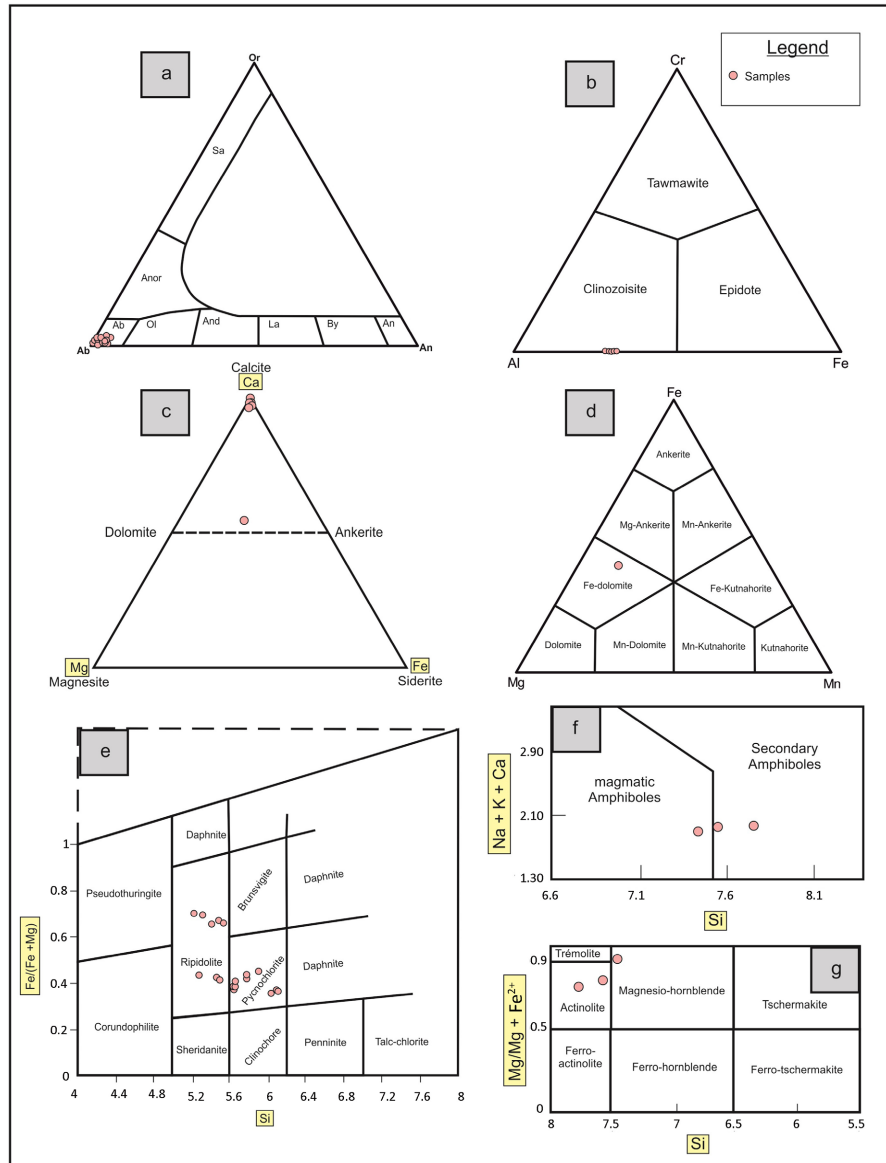 a
Or
Sa
Anor
Ab
Ol
And
La
By
An
Ab
An
b
Legend
Samples
Cr
Tawmawite
Clinozoisite
Epidote
Al
Fe
c
Calcite
Ca
Dolomite
Ankerite
Mg
Fe
Magnesite
Siderite
d
Fe
Ankerite
Mg-Ankerite
Mn-Ankerite
Fe-dolomite
Fe-Kutnahorite
Dolomite
Mn-Dolomite
Mn-Kutnahorite
Kutnahorite
Mg
Mn
e
Fe/(Fe +Mg)
1
0.8
0.6
0.4
0.2
0
Daphnite
Pseudothuringite
Brunsvigite
Daphnite
Ripidolite
Pycnochlorite
Daphnite
Corundophilite
Sheridanite
Clinochore
Penninite
Talc-chlorite
4
4.4
4.8
5.2
5.6
6
6.4
6.8
7.2
7.6
8
Si
f
Na + K + Ca
2.90
2.10
1.30
magmatic
Amphiboles
Secondary
Amphiboles
6.6
7.1
7.6
8.1
Si
g
Mg/Mg + Fe²⁺
0.9
0.5
0
Trémolite
Actinolite
Magnesio-hornblende
Tschermakite
Ferro-
actinolite
Ferro-hornblende
Ferro-tschermakite
8
7.5
7
6.5
6
5.5
Si